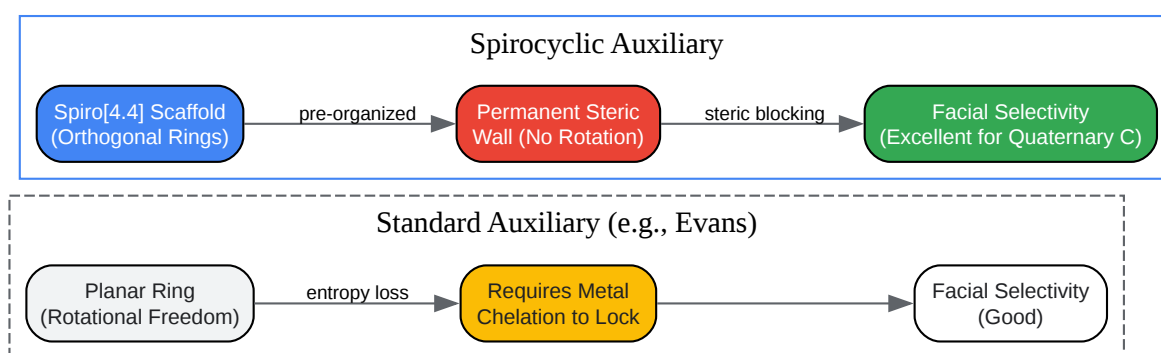 Spirocyclic Auxiliary
Spiro[4.4] Scaffold
(Orthogonal Rings)
pre-organized
Permanent Steric
Wall (No Rotation)
steric blocking
Facial Selectivity
(Excellent for Quaternary C)
Standard Auxiliary (e.g., Evans)
Planar Ring
(Rotational Freedom)
entropy loss
Requires Metal
Chelation to Lock
Facial Selectivity
(Good)